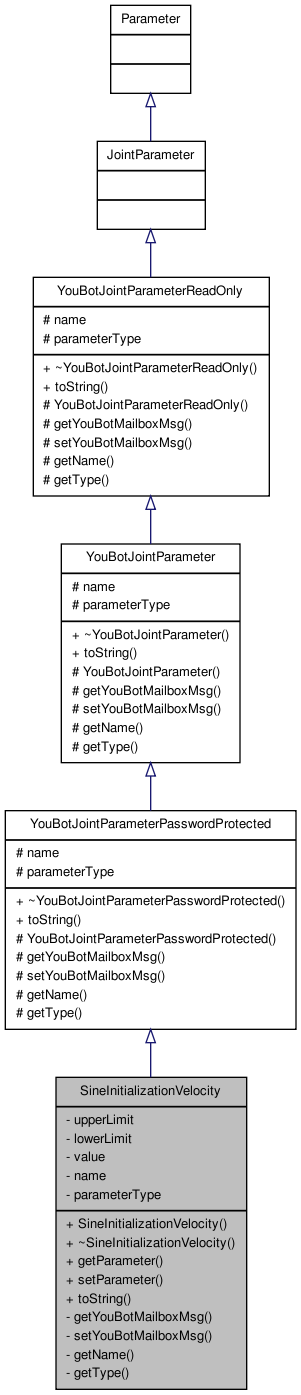 Parameter
JointParameter
YouBotJointParameterReadOnly
# name
# parameterType
+ ~YouBotJointParameterReadOnly()
+ toString()
# YouBotJointParameterReadOnly()
# getYouBotMailboxMsg()
# setYouBotMailboxMsg()
# getName()
# getType()
YouBotJointParameter
# name
# parameterType
+ ~YouBotJointParameter()
+ toString()
# YouBotJointParameter()
# getYouBotMailboxMsg()
# setYouBotMailboxMsg()
# getName()
# getType()
YouBotJointParameterPasswordProtected
# name
# parameterType
+ ~YouBotJointParameterPasswordProtected()
+ toString()
# YouBotJointParameterPasswordProtected()
# getYouBotMailboxMsg()
# setYouBotMailboxMsg()
# getName()
# getType()
SineInitializationVelocity
- upperLimit
- lowerLimit
- value
- name
- parameterType
+ SineInitializationVelocity()
+ ~SineInitializationVelocity()
+ getParameter()
+ setParameter()
+ toString()
- getYouBotMailboxMsg()
- setYouBotMailboxMsg()
- getName()
- getType()